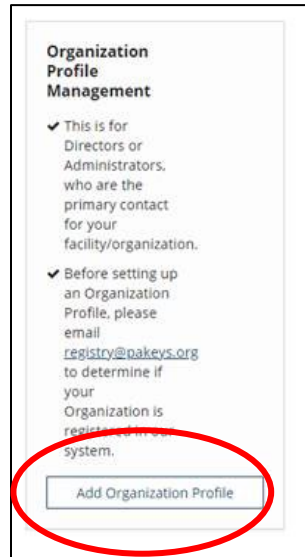 Organization
Profile
Management
✔ This is for
Directors or
Administrators,
who are the
primary contact
for your
facility/organization.
✔ Before setting up
an Organization
Profile, please
email
registry@pakeys.org
to determine if
your
Organization is
registered in our
system.
Add Organization Profile